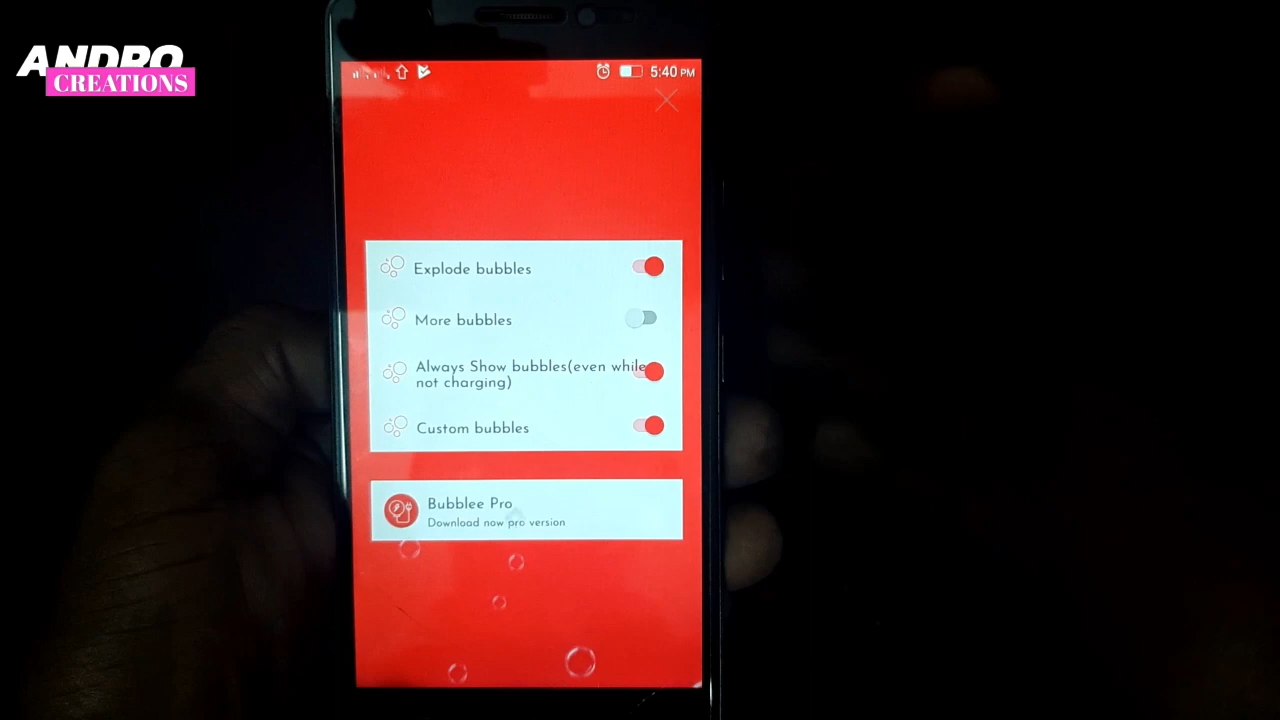 ANDRO
CREATIONS
5:40 PM
Explode bubbles
More bubbles
Always Show bubbles(even while
not charging)
Custom bubbles
Bubblee Pro
Download now pro version